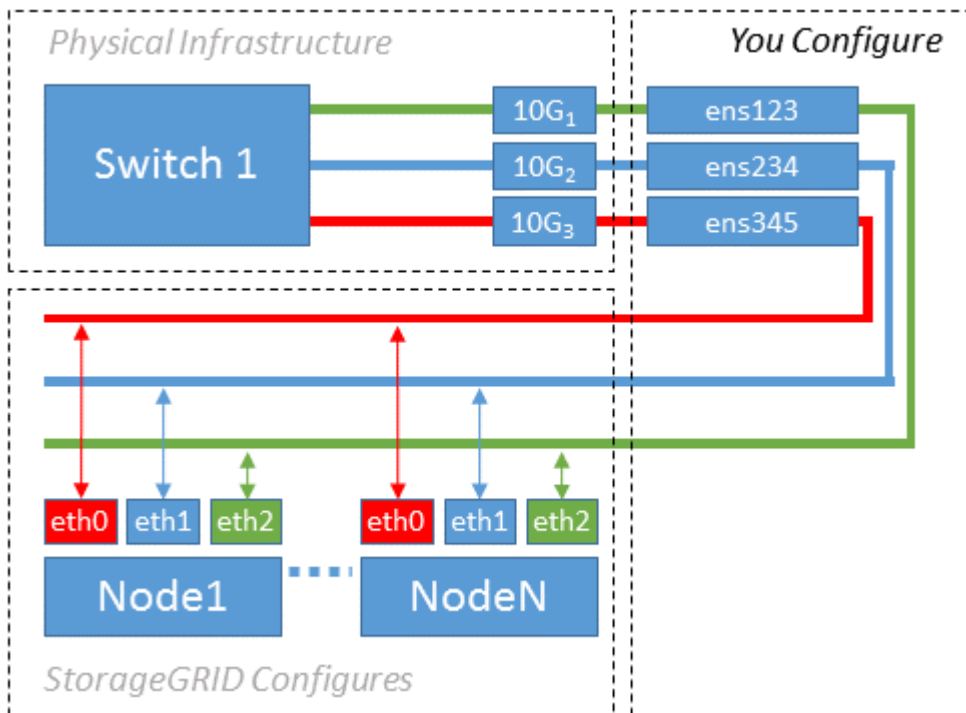 Physical Infrastructure
You Configure
Switch 1
10G₁
ens123
10G₂
ens234
10G₃
ens345
eth0
eth1
eth2
eth0
eth1
eth2
Node1
NodeN
StorageGRID Configures